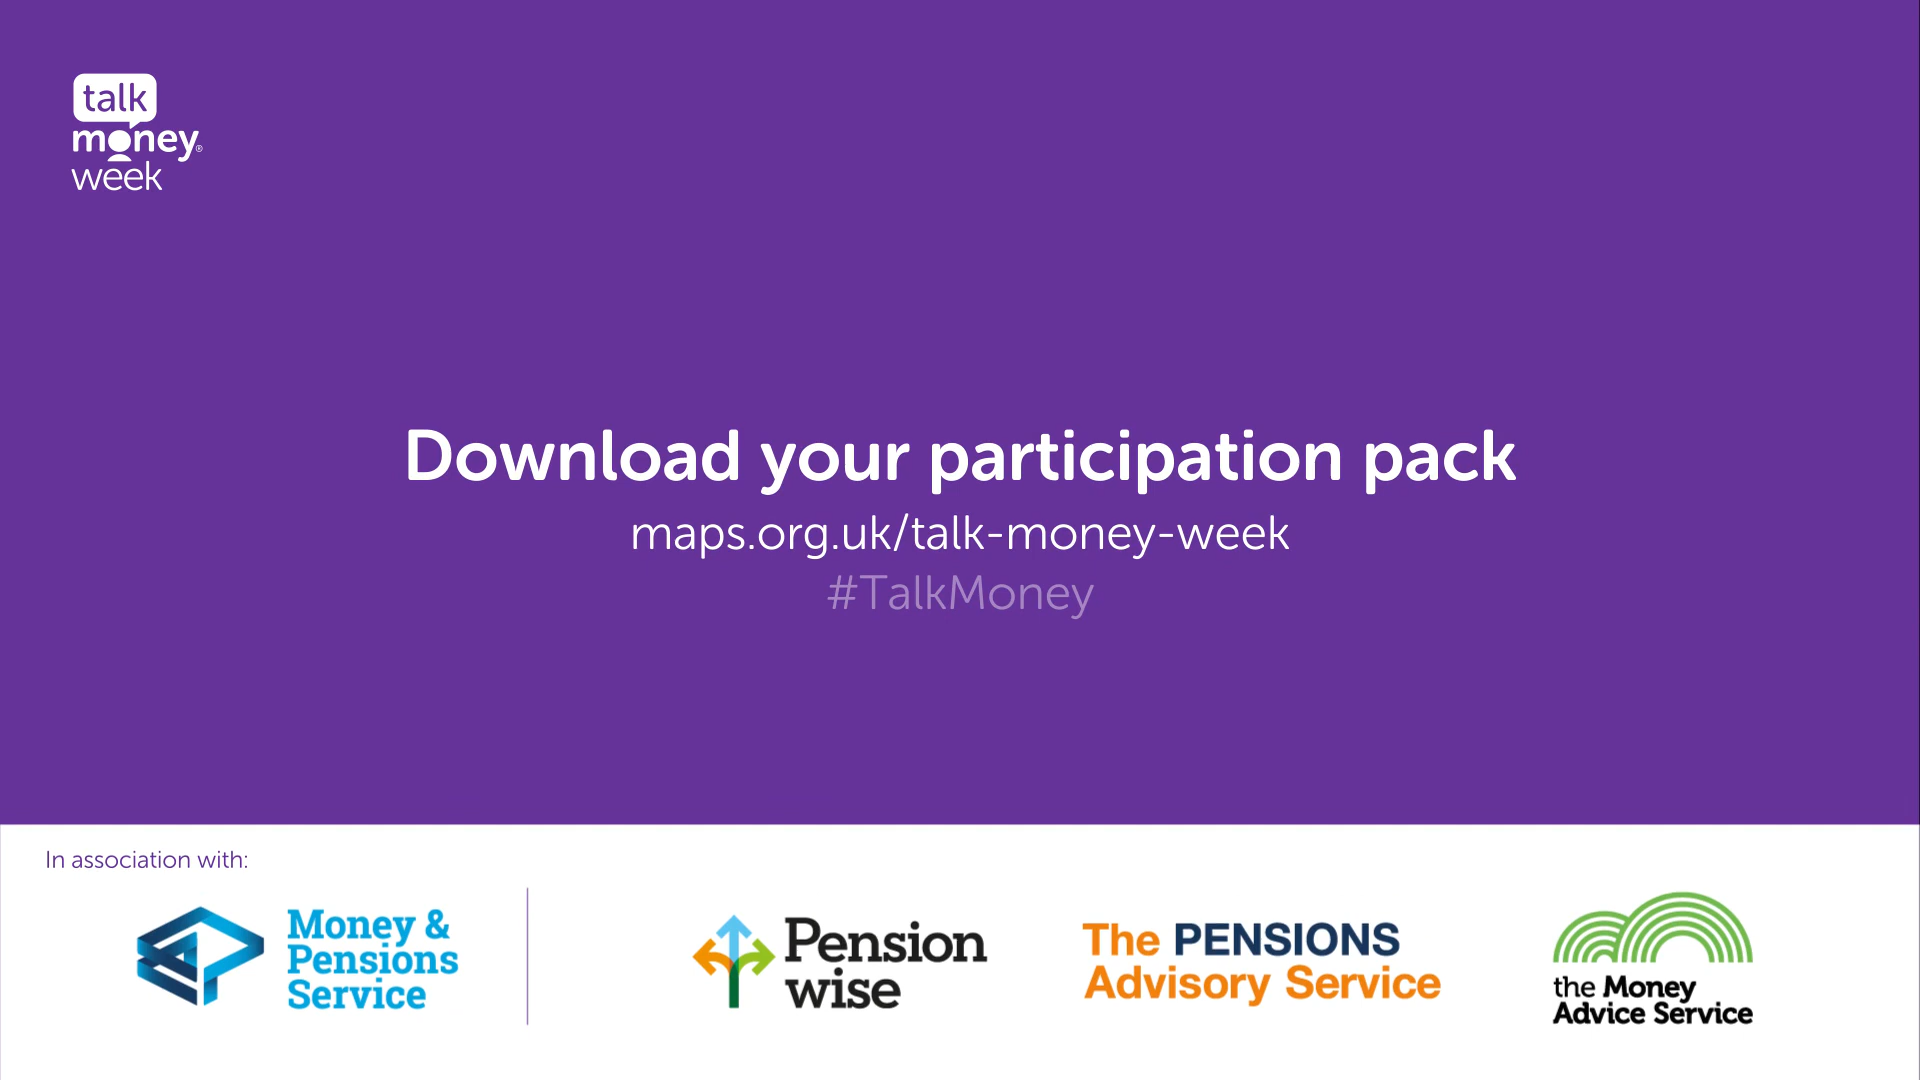 talk
money®
week
Download your participation pack
maps.org.uk/talk-money-week
#TalkMoney
In association with:
Money &
Pensions
Service
Pension
wise
The PENSIONS
Advisory Service
the Money
Advice Service